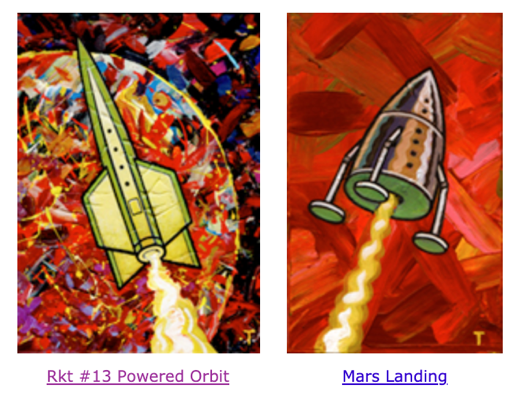 T
T
Rkt #13 Powered Orbit
Mars Landing